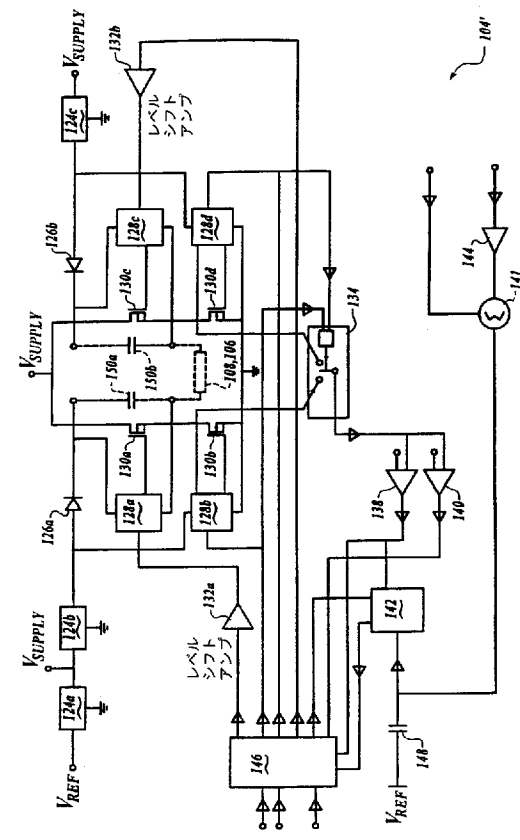 104'
V_SUPPLY
124c
126b
132b
レベル
シフト
アンプ
128c
128d
V_SUPPLY
130c
130d
150a
150b
108,106
134
144
141
Σ
130a
130b
126a
128a
128b
138
140
V_SUPPLY
124b
124a
132a
レベル
シフト
アンプ
142
V_REF
146
148
V_REF